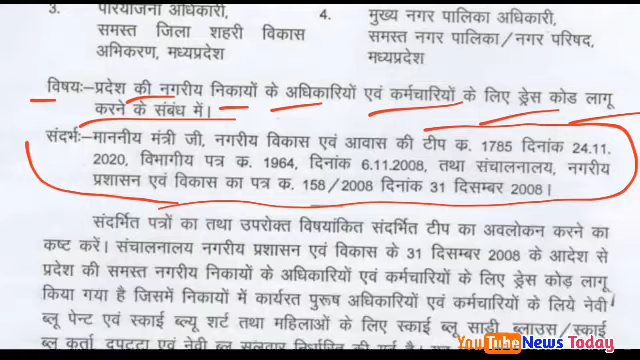 3. परियोजना अधिकारी,
समस्त जिला शहरी विकास
अभिकरण, मध्यप्रदेश
4. मुख्य नगर पालिका अधिकारी,
समस्त नगर पालिका/नगर परिषद,
मध्यप्रदेश
विषयः–प्रदेश की नगरीय निकायों के अधिकारियों एवं कर्मचारियों के लिए ड्रेस कोड लागू
करने के संबंध में।
संदर्भः– माननीय मंत्री जी, नगरीय विकास एवं आवास की टीप क. 1785 दिनांक 24.11.
2020, विभागीय पत्र क. 1964, दिनांक 6.11.2008, तथा संचालनालय, नगरीय
प्रशासन एवं विकास का पत्र क. 158/2008 दिनांक 31 दिसम्बर 2008।
संदर्भित पत्रों का तथा उपरोक्त विषयांकित संदर्भित टीप का अवलोकन करने का
कष्ट करें। संचालनालय नगरीय प्रशासन एवं विकास के 31 दिसम्बर 2008 के आदेश से
प्रदेश की समस्त नगरीय निकायों के अधिकारियों एवं कर्मचारियों के लिए ड्रेस कोड़ लागू
किया गया है जिसमें निकायों में कार्यरत पुरूष अधिकारियों एवं कर्मचारियों के लिये नेवी
ब्लू पेन्ट एवं स्काई ब्ल्यू शर्ट तथा महिलाओं के लिए स्काई ब्लू साड़ी, ब्लाउस/स्काई
ब्लू कुर्ता, दुपट्टा एवं नेवी ब्लू सलवार निर्धारित की गई है।
YouTube News Today